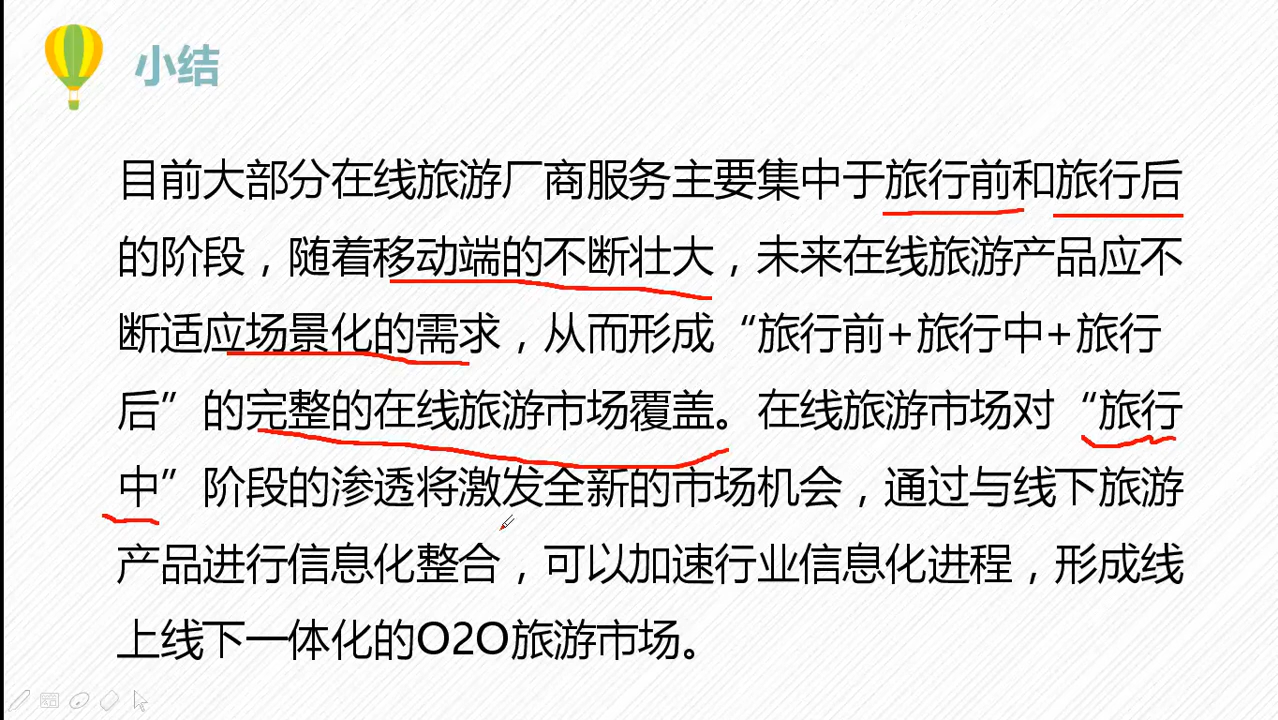 小结
目前大部分在线旅游厂商服务主要集中于旅行前和旅行后
的阶段，随着移动端的不断壮大，未来在线旅游产品应不
断适应场景化的需求，从而形成“旅行前+旅行中+旅行
后”的完整的在线旅游市场覆盖。在线旅游市场对“旅行
中”阶段的渗透将激发全新的市场机会，通过与线下旅游
产品进行信息化整合，可以加速行业信息化进程，形成线
上线下一体化的O2O旅游市场。